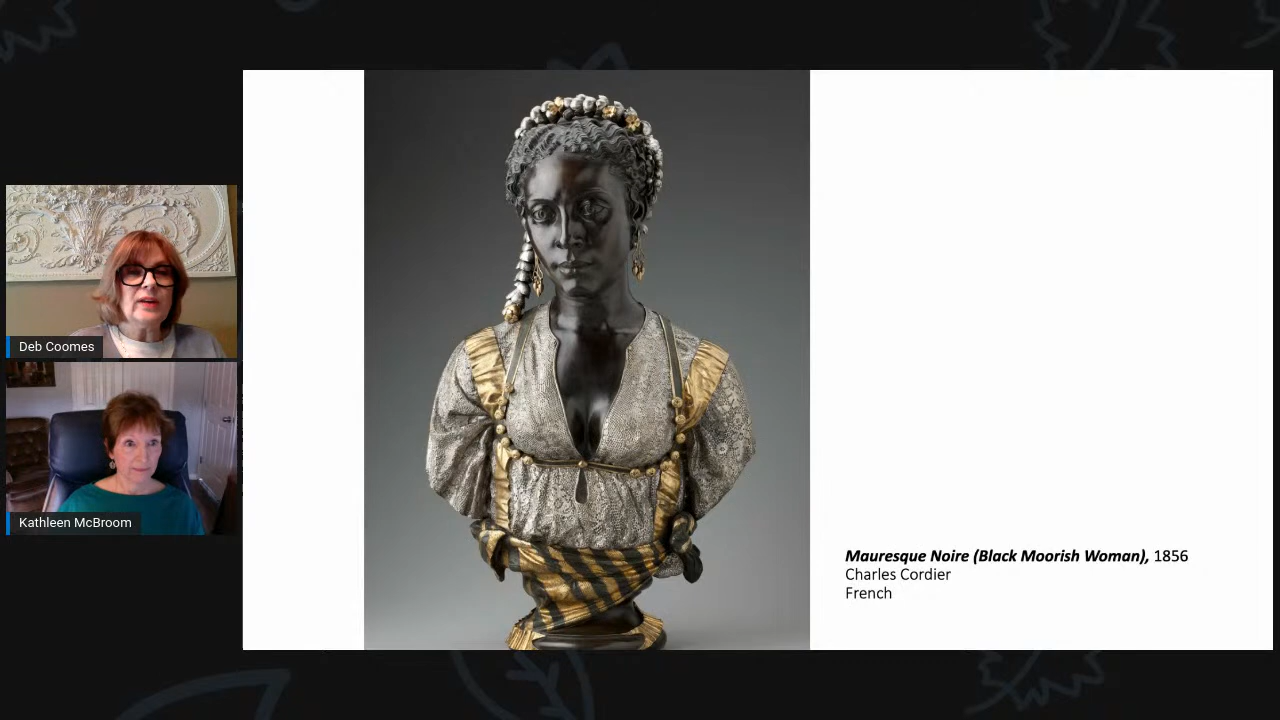 Deb Coomes
Kathleen McBroom
Mauresque Noire (Black Moorish Woman), 1856
Charles Cordier
French